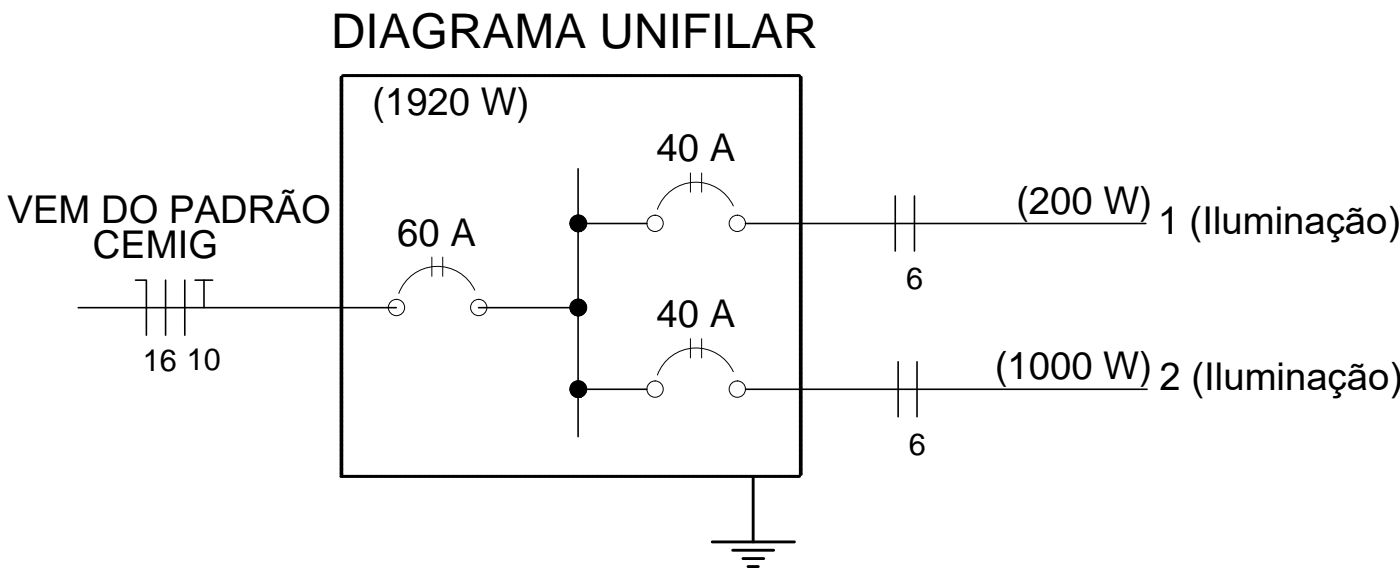 DIAGRAMA UNIFILAR
(1920 W)
40 A
VEM DO PADRÃO
CEMIG
60 A
(200 W) 1 (Iluminação)
6
40 A
16 10
(1000 W) 2 (Iluminação)
6